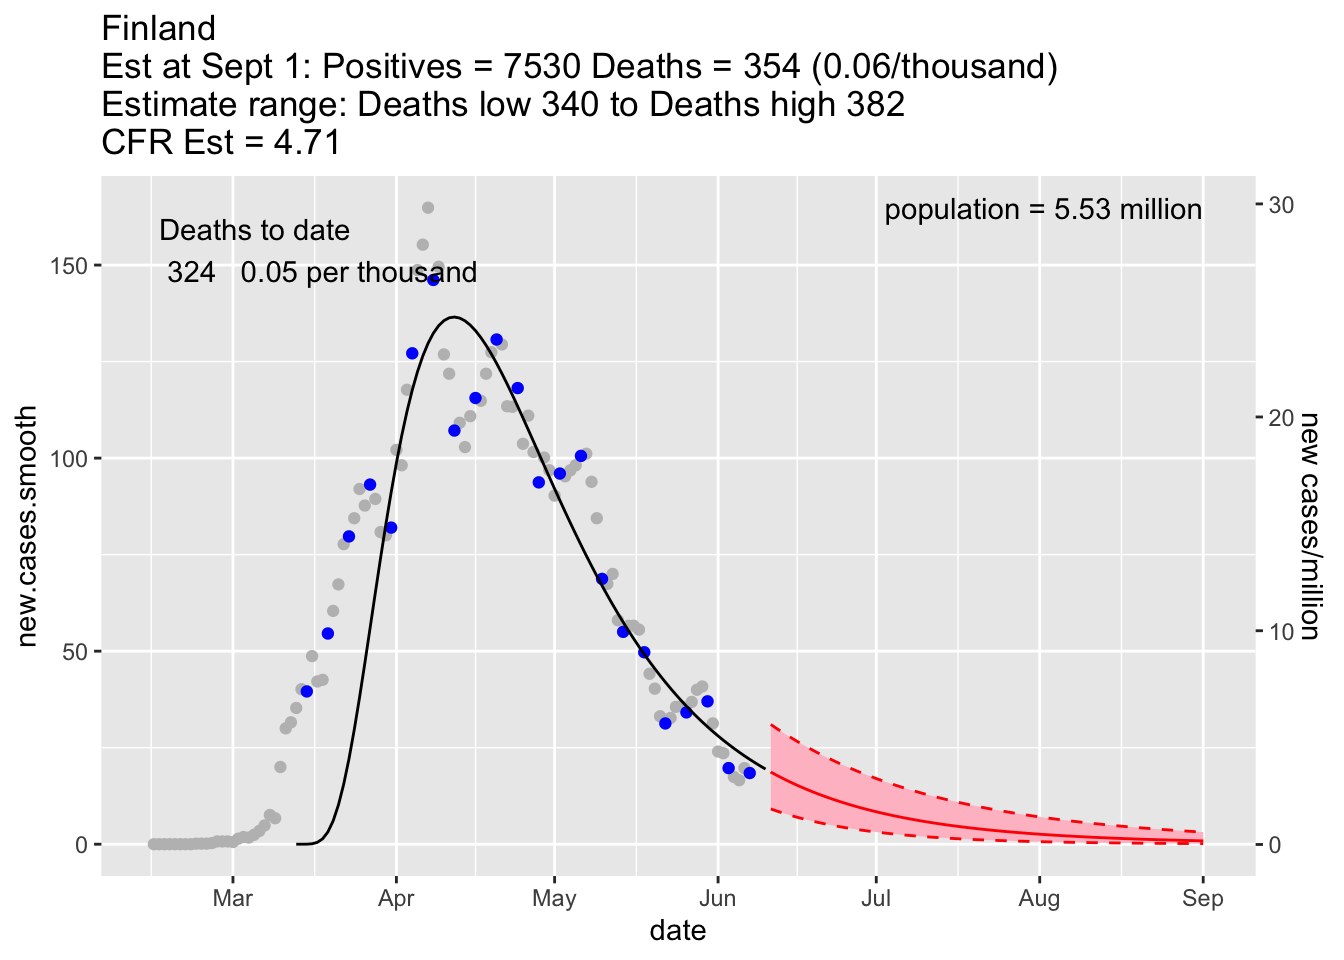 Finland
Est at Sept 1: Positives = 7530 Deaths = 354 (0.06/thousand)
Estimate range: Deaths low 340 to Deaths high 382
CFR Est = 4.71
Deaths to date
324 0.05 per thousand
population = 5.53 million
150
100
50
0
new.cases.smooth
30
20
10
0
new cases/million
Mar Apr May Jun Jul Aug Sep
date